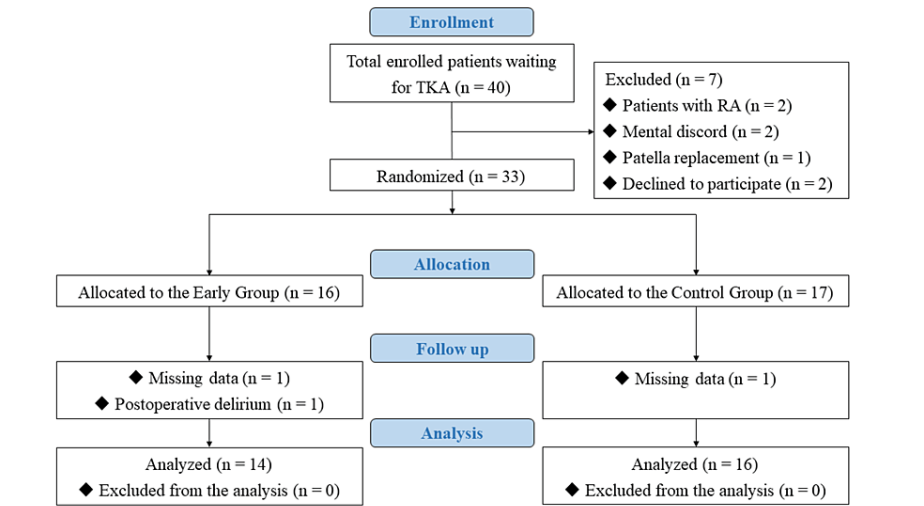 Enrollment
Total enrolled patients waiting
for TKA (n = 40)
Excluded (n = 7)
◆ Patients with RA (n = 2)
◆ Mental discord (n = 2)
◆ Patella replacement (n = 1)
◆ Declined to participate (n = 2)
Randomized (n = 33)
Allocation
Allocated to the Early Group (n = 16)
Allocated to the Control Group (n = 17)
Follow up
◆ Missing data (n = 1)
◆ Postoperative delirium (n = 1)
◆ Missing data (n = 1)
Analysis
Analyzed (n = 14)
◆ Excluded from the analysis (n = 0)
Analyzed (n = 16)
◆ Excluded from the analysis (n = 0)